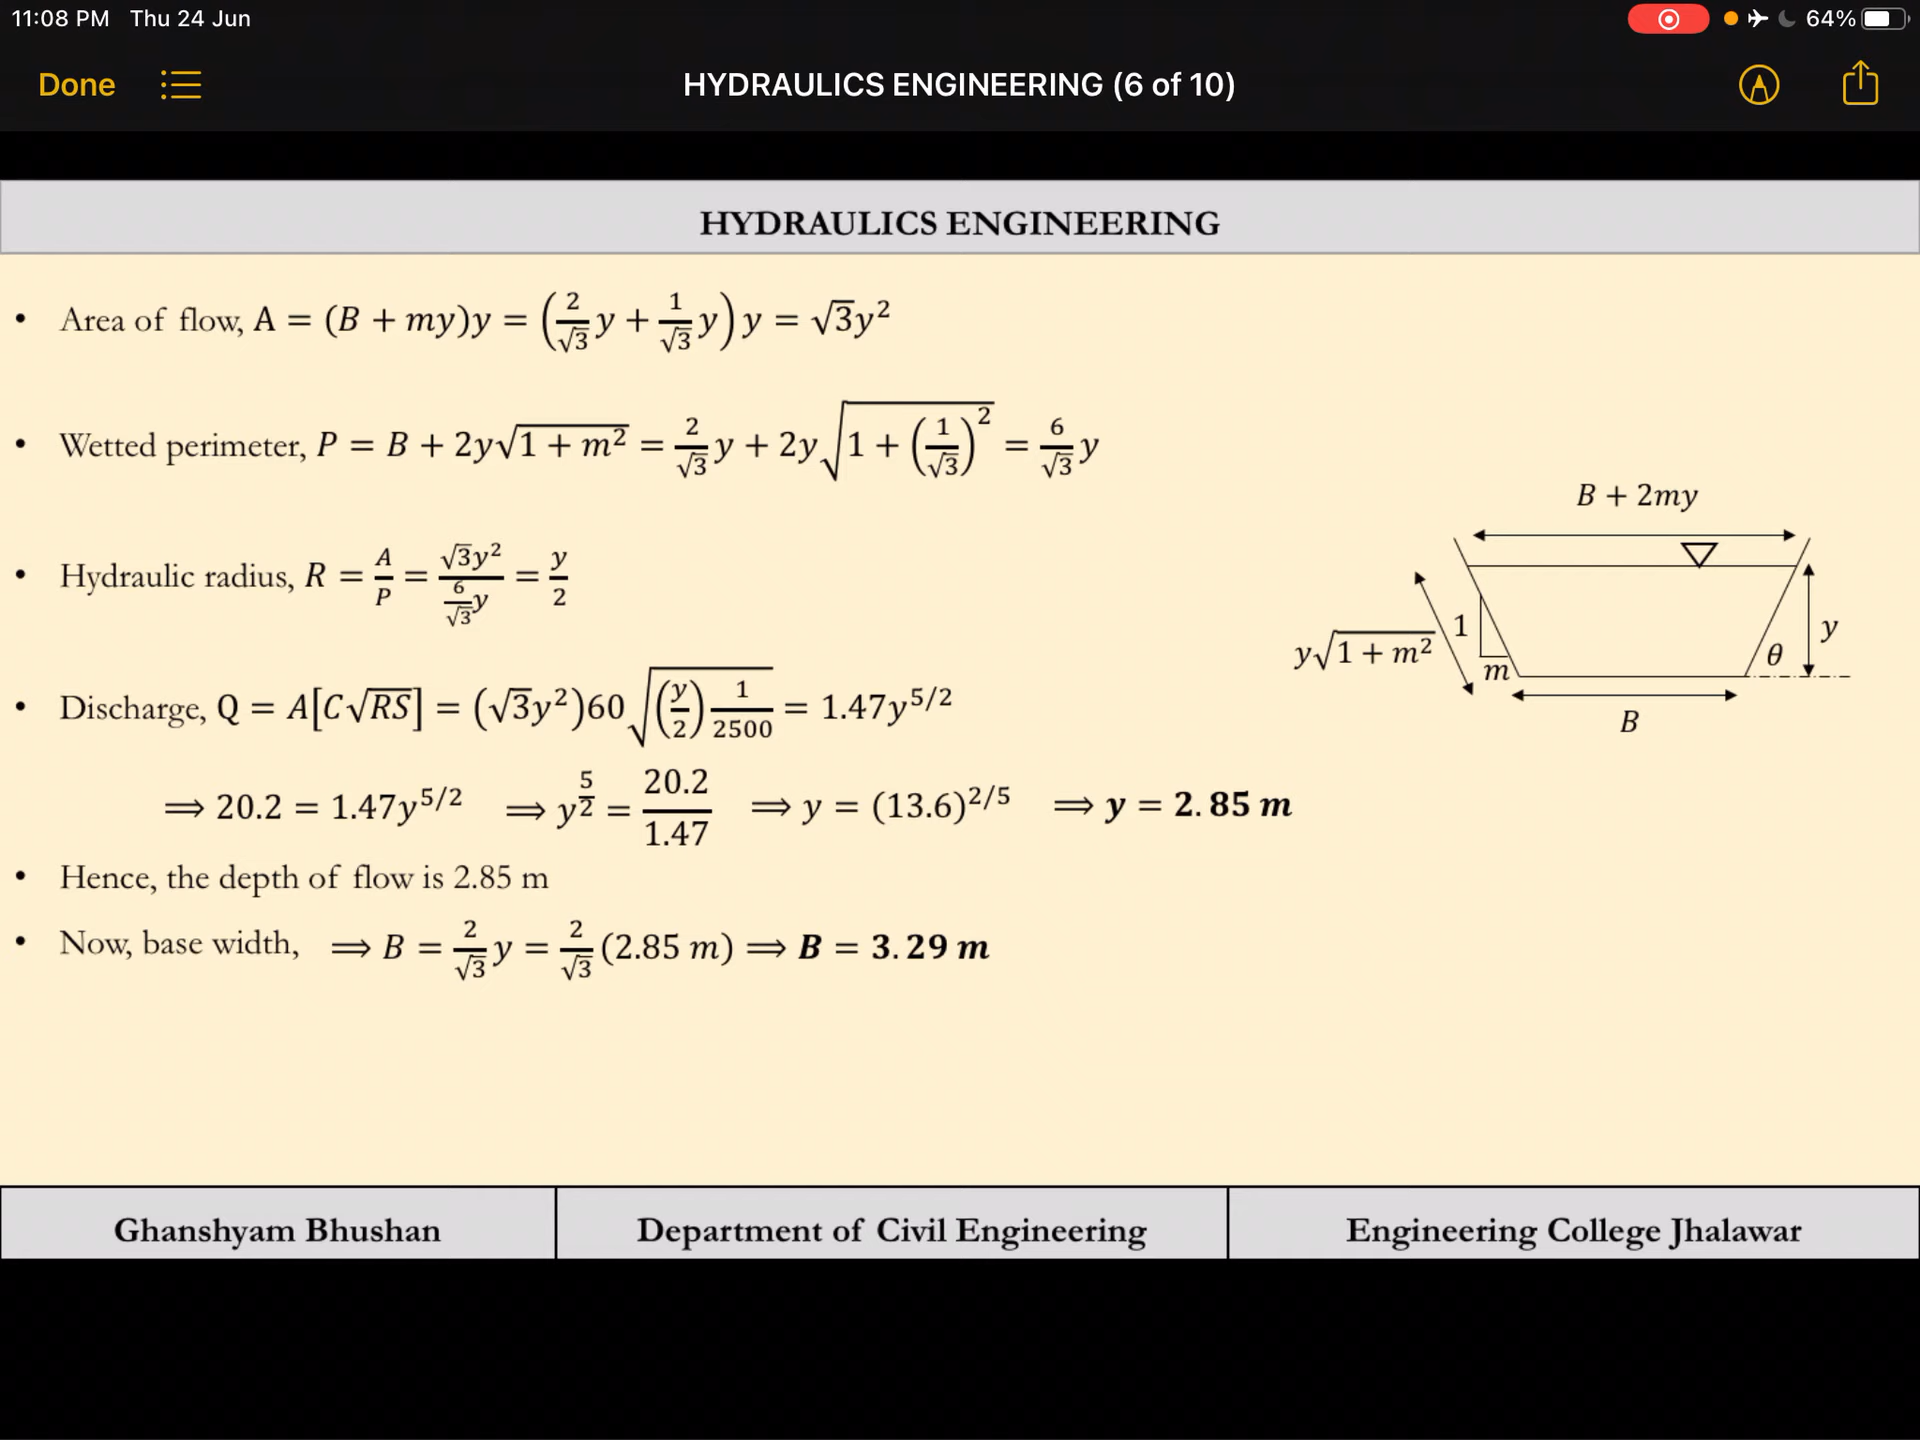 11:08 PM Thu 24 Jun 64%
Done HYDRAULICS ENGINEERING (6 of 10)
HYDRAULICS ENGINEERING
• Area of flow, A = (B + my)y = (2/√3 y + 1/√3 y) y = √3y²
• Wetted perimeter, P = B + 2y√(1 + m²) = 2/√3 y + 2y√(1 + (1/√3)²) = 6/√3 y
• Hydraulic radius, R = A/P = √3y²/(6/√3 y) = y/2
• Discharge, Q = A[C√RS] = (√3y²)60√((y/2) 1/2500) = 1.47y^5/2
⟹ 20.2 = 1.47y^5/2 ⟹ y^5/2 = 20.2/1.47 ⟹ y = (13.6)^2/5 ⟹ y = 2.85 m
• Hence, the depth of flow is 2.85 m
• Now, base width, ⟹ B = 2/√3 y = 2/√3 (2.85 m) ⟹ B = 3.29 m
B + 2my
y√(1 + m²)
1
m
θ
y
B
Ghanshyam Bhushan Department of Civil Engineering Engineering College Jhalawar